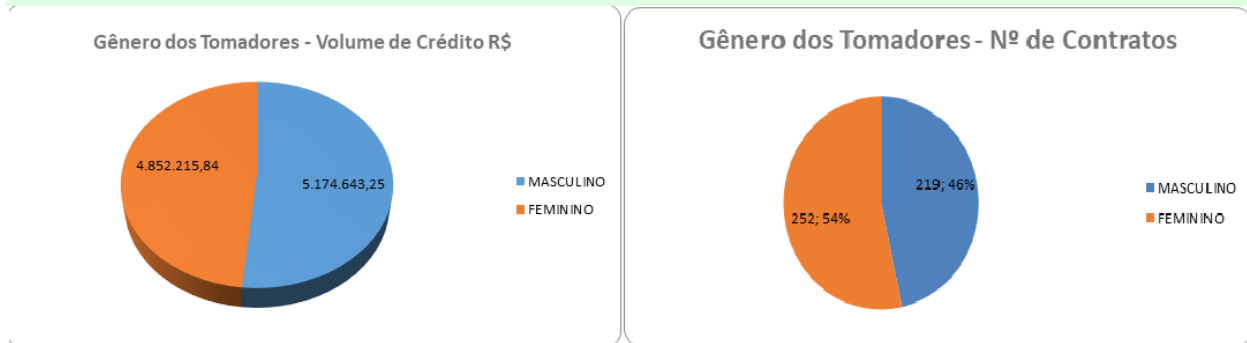 Gênero dos Tomadores - Volume de Crédito R$
4.852.215,84
5.174.643,25
MASCULINO
FEMININO
Gênero dos Tomadores - Nº de Contratos
219; 46%
252; 54%
MASCULINO
FEMININO